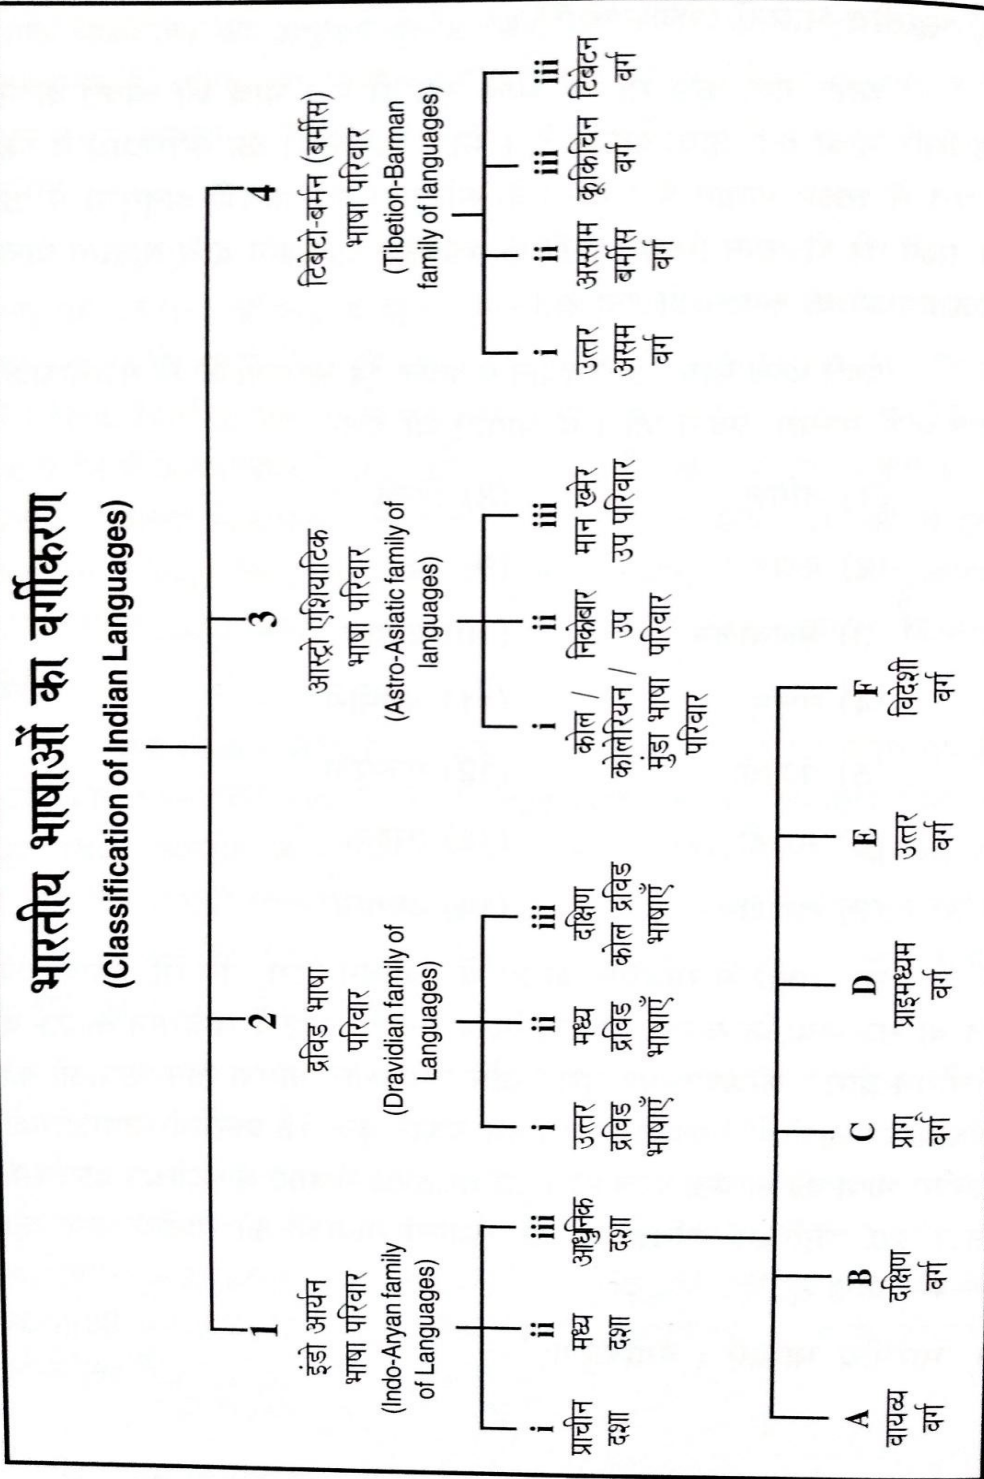 भारतीय भाषाओं का वर्गीकरण
(Classification of Indian Languages)
1
इंडो आर्यन
भाषा परिवार
(Indo-Aryan family
of Languages)
2
द्रविड भाषा
परिवार
(Dravidian family of
Languages)
3
आस्ट्रो एशियाटिक
भाषा परिवार
(Astro-Asiatic family of
languages)
4
टिबेटो-बमन (बर्मीस)
भाषा परिवार
(Tibetion-Barman
family of languages)
i
प्राचीन
दशा
ii
मध्य
दशा
iii
आधुनिक
दशा
i
उत्तर
द्रविड
भाषाएँ
ii
मध्य
द्रविड
भाषाएँ
iii
दक्षिण
कोल द्रविड
भाषाएँ
i
कोल /
कोलेरियन /
मुंडा भाषा
परिवार
ii
निकोबार
उप
परिवार
iii
मान ख्मेर
उप परिवार
i
उत्तर
असम
वर्ग
ii
असम
बर्मीस
वर्ग
iii
कूकिचिन
वर्ग
iii
टिबेटन
वर्ग
A
वायव्य
वर्ग
B
दक्षिण
वर्ग
C
प्राग्
वर्ग
D
प्राइमध्यम
वर्ग
E
उत्तर
वर्ग
F
विदेशी
वर्ग